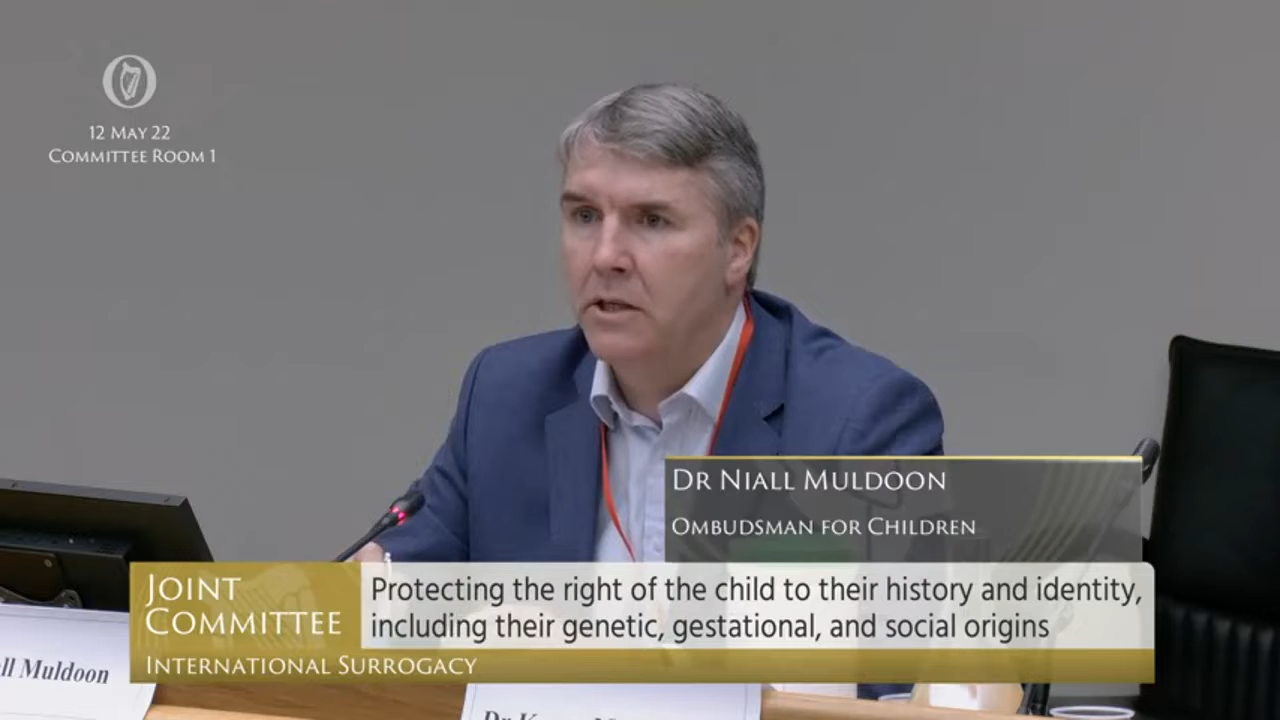 12 May 22
Committee Room 1
Dr Niall Muldoon
Ombudsman for Children
Joint
Committee
Protecting the right of the child to their history and identity,
including their genetic, gestational, and social origins
International Surrogacy
Muldoon
Dr